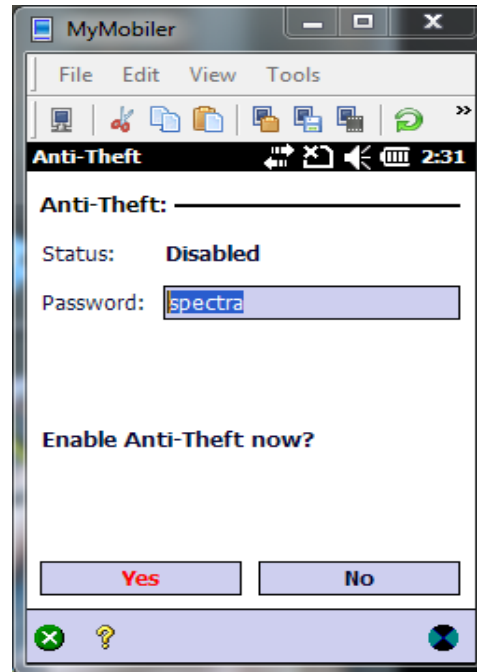 MyMobiler
File Edit View Tools
Anti-Theft 2:31
Anti-Theft:
Status: Disabled
Password: spectra
Enable Anti-Theft now?
Yes No